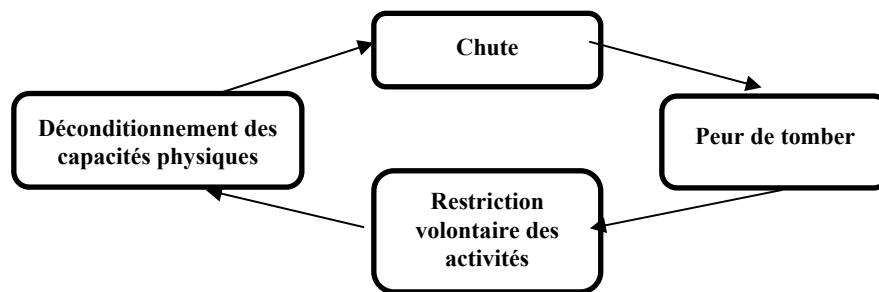 Chute
Peur de tomber
Restriction
volontaire des
activités
Déconditionnement des
capacités physiques